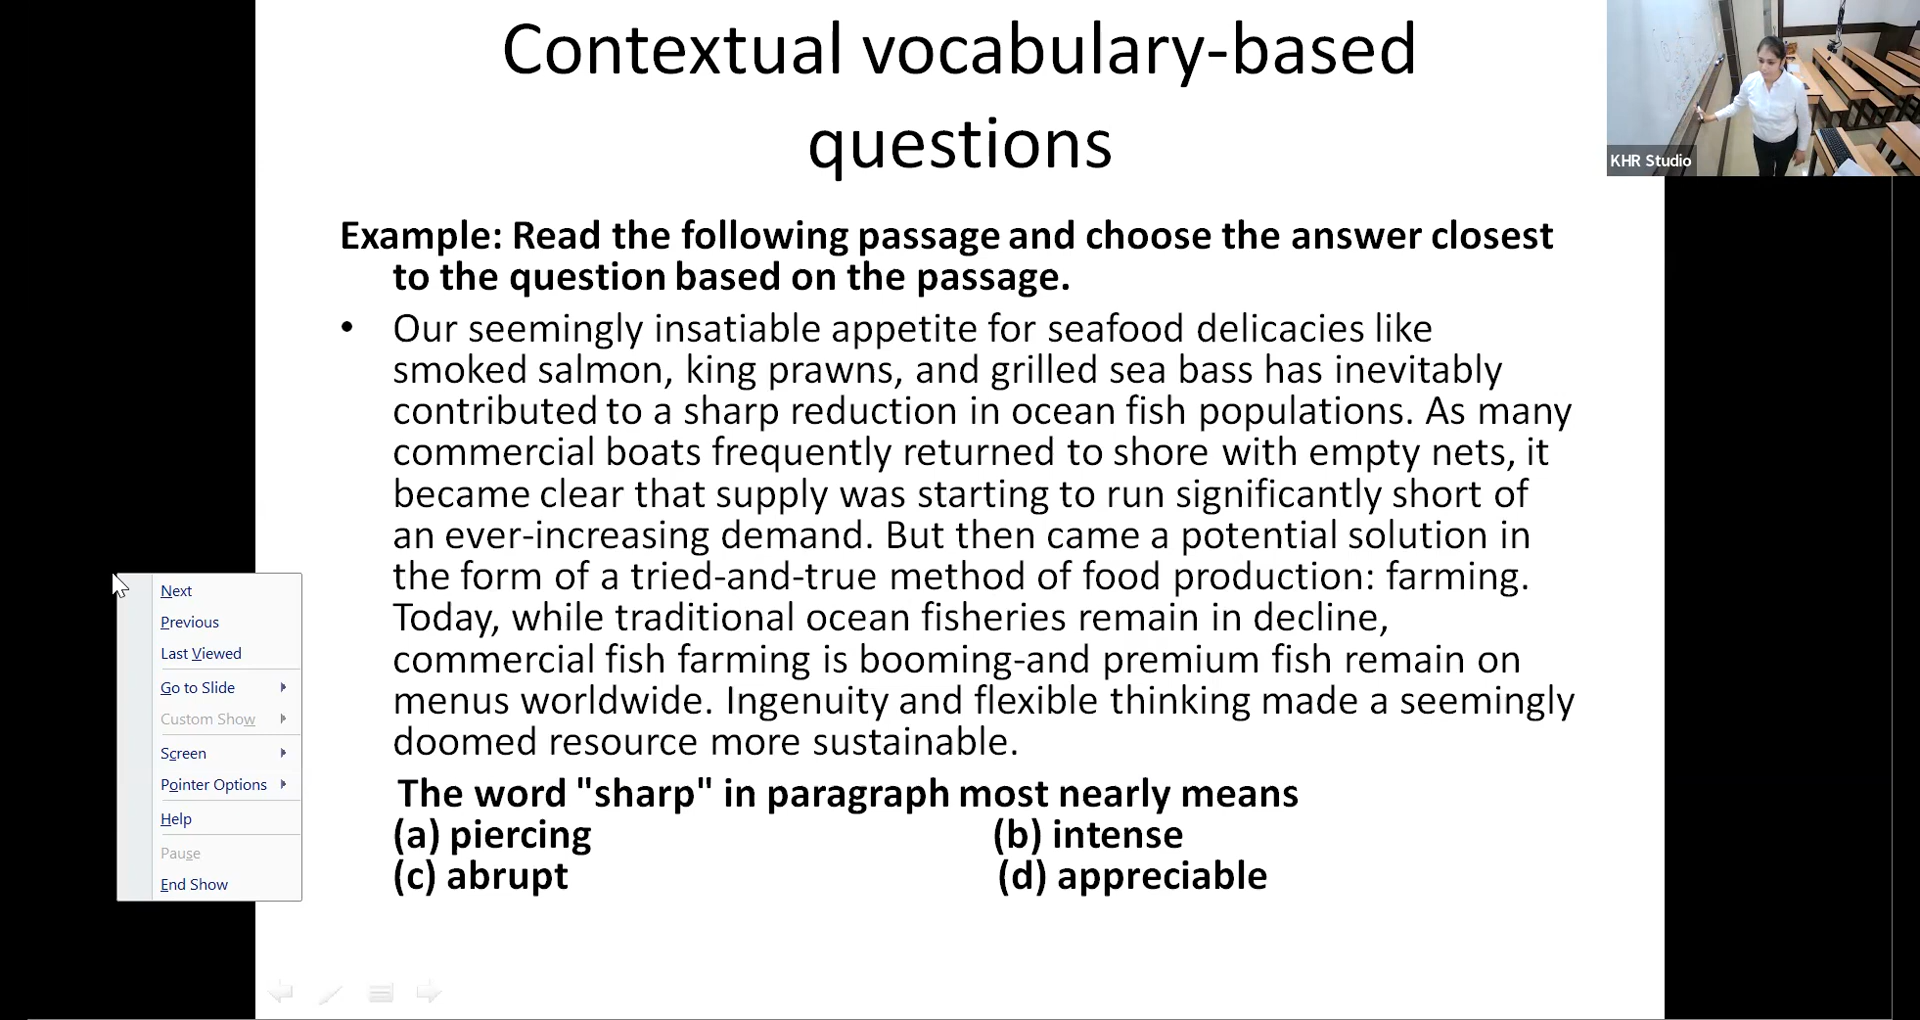 Contextual vocabulary-based
questions
KHR Studio
Example: Read the following passage and choose the answer closest
to the question based on the passage.
• Our seemingly insatiable appetite for seafood delicacies like
smoked salmon, king prawns, and grilled sea bass has inevitably
contributed to a sharp reduction in ocean fish populations. As many
commercial boats frequently returned to shore with empty nets, it
became clear that supply was starting to run significantly short of
an ever-increasing demand. But then came a potential solution in
the form of a tried-and-true method of food production: farming.
Today, while traditional ocean fisheries remain in decline,
commercial fish farming is booming-and premium fish remain on
menus worldwide. Ingenuity and flexible thinking made a seemingly
doomed resource more sustainable.
The word "sharp" in paragraph most nearly means
(a) piercing (b) intense
(c) abrupt (d) appreciable
Next
Previous
Last Viewed
Go to Slide
Custom Show
Screen
Pointer Options
Help
Pause
End Show